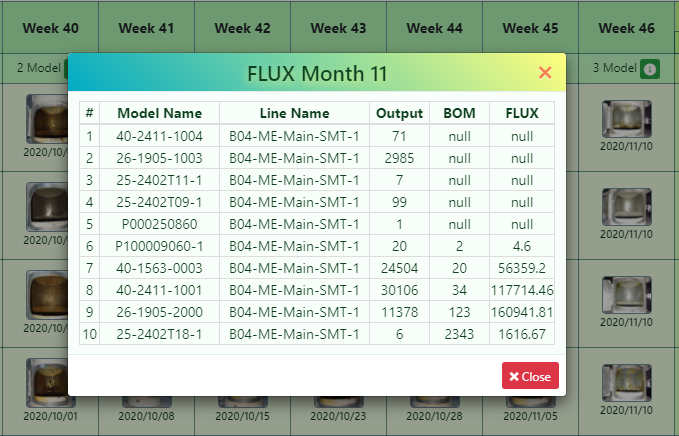 Week 40 Week 41 Week 42 Week 43 Week 44 Week 45 Week 46
2 Model 3 Model
FLUX Month 11
# Model Name Line Name Output BOM FLUX
1 40-2411-1004 B04-ME-Main-SMT-1 71 null null
2 26-1905-1003 B04-ME-Main-SMT-1 2985 null null
3 25-2402T11-1 B04-ME-Main-SMT-1 7 null null
4 25-2402T09-1 B04-ME-Main-SMT-1 99 null null
5 P000250860 B04-ME-Main-SMT-1 1 null null
6 P100009060-1 B04-ME-Main-SMT-1 20 2 4.6
7 40-1563-0003 B04-ME-Main-SMT-1 24504 20 56359.2
8 40-2411-1001 B04-ME-Main-SMT-1 30106 34 117714.46
9 26-1905-2000 B04-ME-Main-SMT-1 11378 123 160941.81
10 25-2402T18-1 B04-ME-Main-SMT-1 6 2343 1616.67
Close
2020/10/ 2020/11/10
2020/10/ 2020/11/10
2020/10/ 2020/11/10
2020/10/01 2020/10/08 2020/10/15 2020/10/23 2020/10/28 2020/11/05 2020/11/10